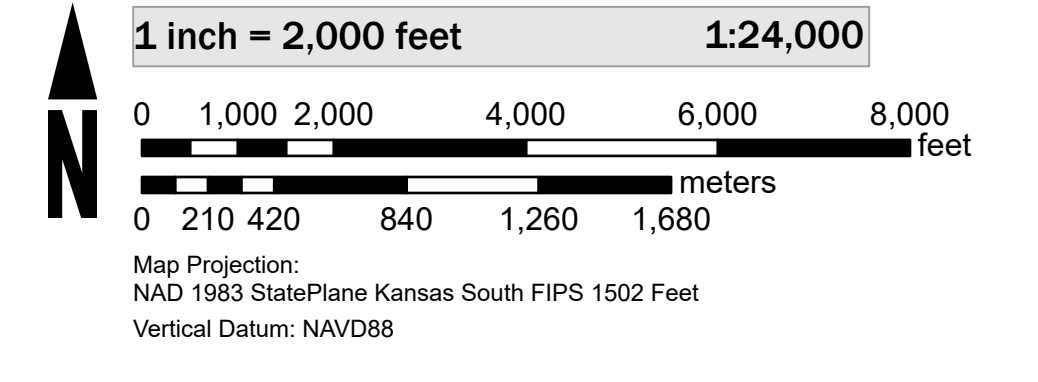 1 inch = 2,000 feet 1:24,000
0 1,000 2,000 4,000 6,000 8,000
feet
meters
0 210 420 840 1,260 1,680
N
Map Projection:
NAD 1983 StatePlane Kansas South FIPS 1502 Feet
Vertical Datum: NAVD88